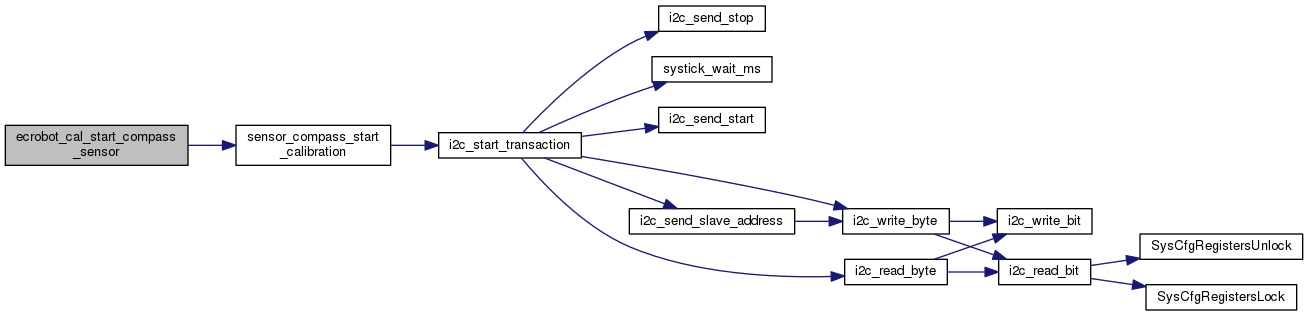 ecrobot_cal_start_compass
_sensor
sensor_compass_start
_calibration
i2c_start_transaction
i2c_send_stop
systick_wait_ms
i2c_send_start
i2c_send_slave_address
i2c_write_byte
i2c_read_byte
i2c_write_bit
i2c_read_bit
SysCfgRegistersUnlock
SysCfgRegistersLock